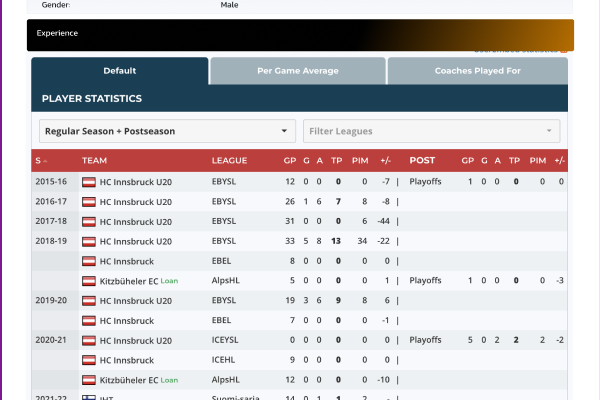 Gender: Male
Experience
Default Per Game Average Coaches Played For
PLAYER STATISTICS
Regular Season + Postseason Filter Leagues
S TEAM LEAGUE GP G A TP PIM +/- POST GP G A TP PIM +/-
2015-16 HC Innsbruck U20 EBYSL 12 0 0 0 0 -7 | Playoffs 1 0 0 0 0 0
2016-17 HC Innsbruck U20 EBYSL 26 1 6 7 8 -8 |
2017-18 HC Innsbruck U20 EBYSL 31 0 0 0 6 -44 |
2018-19 HC Innsbruck U20 EBYSL 33 5 8 13 34 -22 |
HC Innsbruck EBEL 8 0 0 0 0 0 |
Kitzbüheler EC Loan AlpsHL 5 0 0 0 0 1 | Playoffs 1 0 0 0 0 -3
2019-20 HC Innsbruck U20 EBYSL 19 3 6 9 8 6 |
HC Innsbruck EBEL 7 0 0 0 0 -1 |
2020-21 HC Innsbruck U20 ICEYSL 0 0 0 0 0 0 | Playoffs 5 0 2 2 2 -2
HC Innsbruck ICEHL 9 0 0 0 0 0 |
Kitzbüheler EC Loan AlpsHL 12 0 0 0 0 -10 |
2021-22 IHT Suomi-sarja 14 0 1 1 2 - |